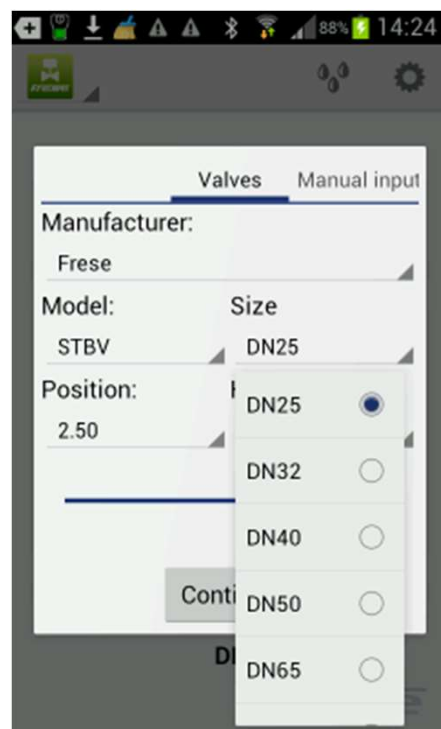 88% 14:24
Valves Manual input
Manufacturer:
Frese
Model: Size
STBV DN25
Position: H
2.50
DN25
DN32
DN40
Conti
DN50
D
DN65